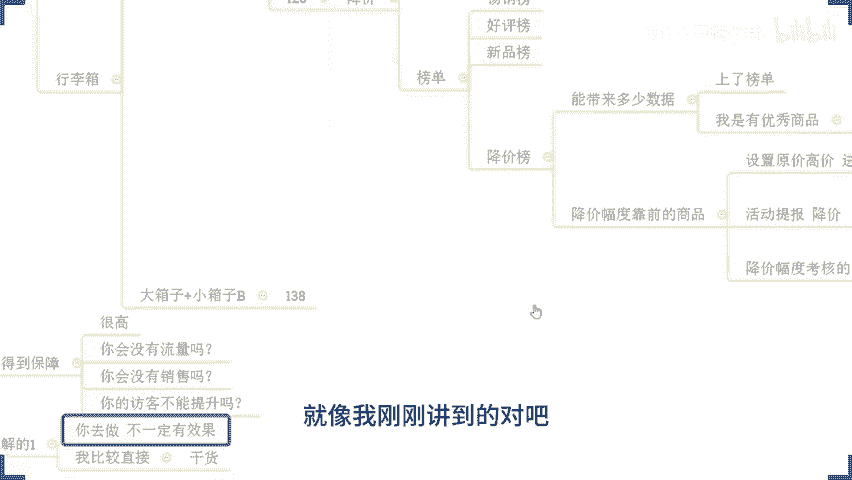 好评榜
新品榜
榜单
行李箱
上了榜单
能带来多少数据
我是有优秀商品
降价榜
设置原价高价
降价幅度靠前的商品
活动提报 降价
降价幅度考核的
大箱子+小箱子B
138
很高
你会没有流量吗?
得到保障
你会没有销售吗?
你的访客不能提升吗?
你去做 不一定有效果
解的1
我比较直接
干货
就像我刚刚讲到的对吧
bilibili